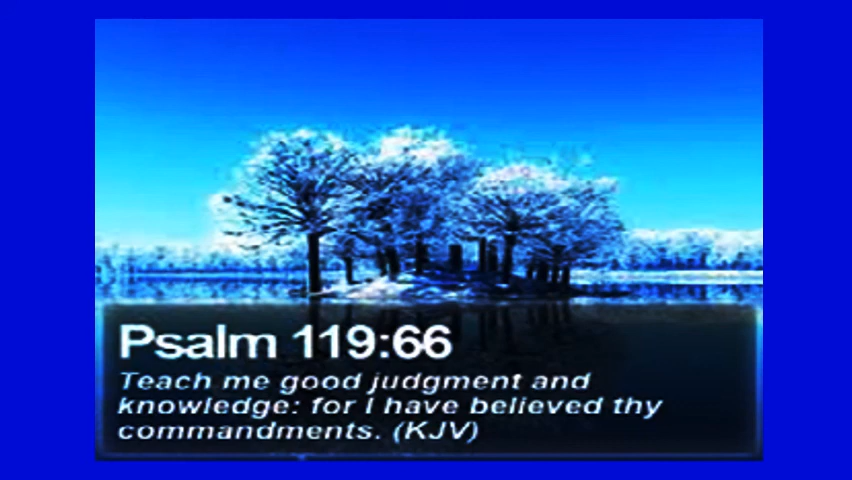 Psalm 119:66
Teach me good judgment and
knowledge: for I have believed thy
commandments. (KJV)